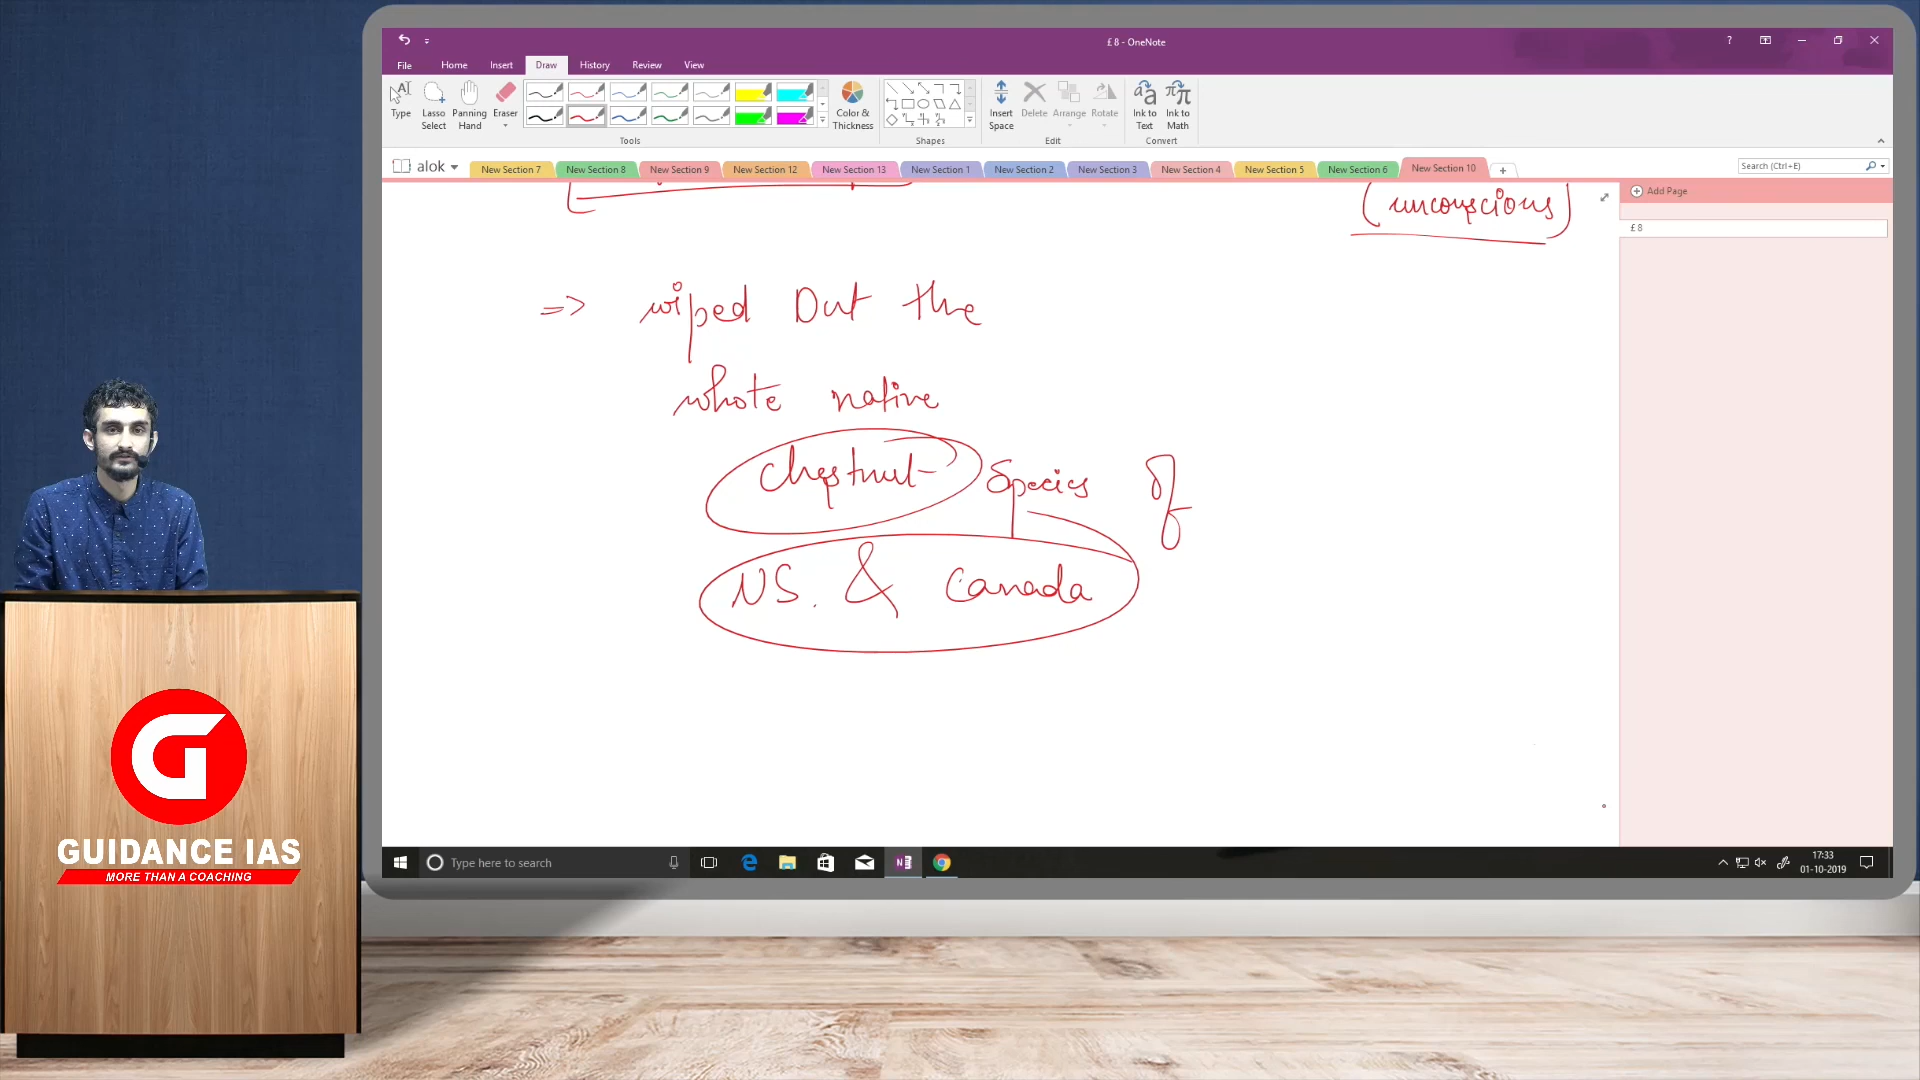 £ 8 - OneNote
?
File Home Insert Draw History Review View
Type
Lasso Select
Panning Hand
Eraser
Color & Thickness
Insert Space
Delete
Arrange
Rotate
Ink to Text
Ink to Math
Tools
Shapes
Edit
Convert
alok
New Section 7 New Section 8 New Section 9 New Section 12 New Section 13 New Section 1 New Section 2 New Section 3 New Section 4 New Section 5 New Section 6 New Section 10
Search (Ctrl+E)
Add Page
£ 8
(unconscious)
=> wiped Out the
whole native
Chestnut Species of
US. & Canada
G
GUIDANCE IAS
MORE THAN A COACHING
Type here to search
17:33
01-10-2019